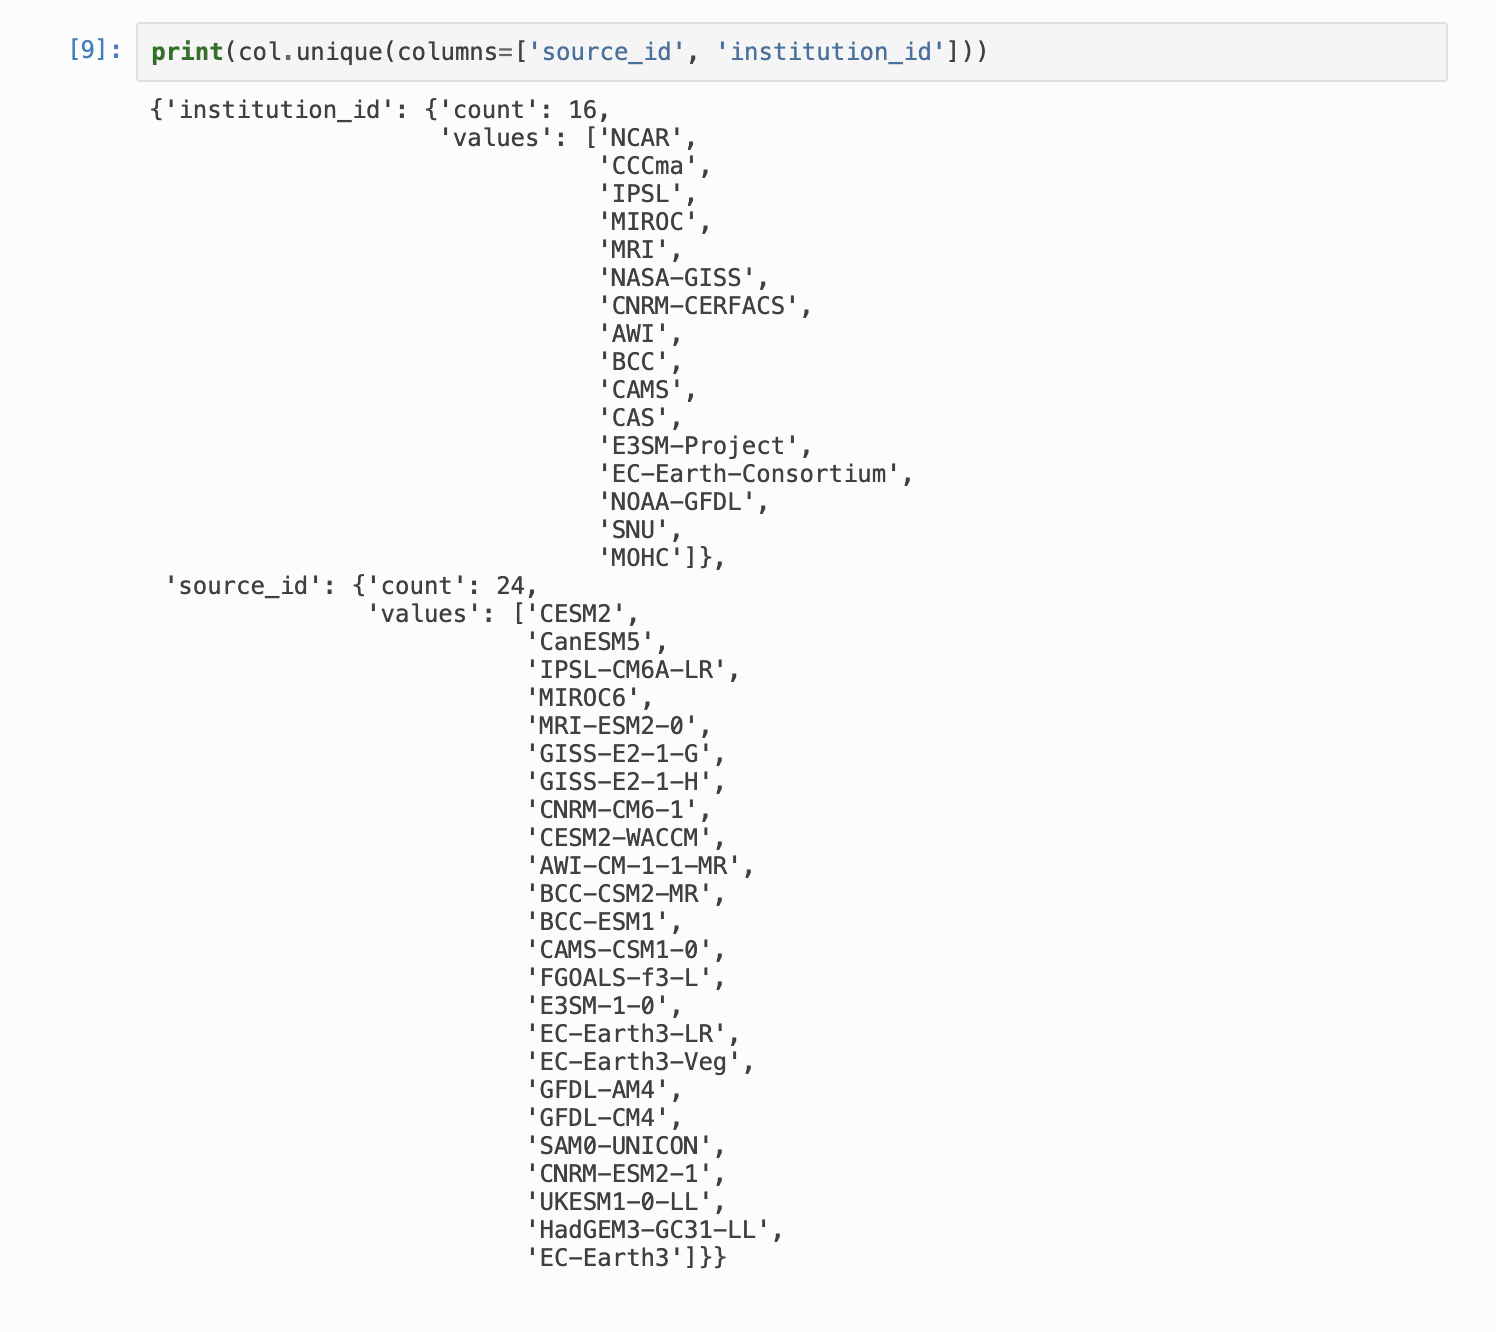 [9]: print(col.unique(columns=['source_id', 'institution_id']))
{'institution_id': {'count': 16,
                    'values': ['NCAR',
                               'CCCma',
                               'IPSL',
                               'MIROC',
                               'MRI',
                               'NASA-GISS',
                               'CNRM-CERFACS',
                               'AWI',
                               'BCC',
                               'CAMS',
                               'CAS',
                               'E3SM-Project',
                               'EC-Earth-Consortium',
                               'NOAA-GFDL',
                               'SNU',
                               'MOHC']},
 'source_id': {'count': 24,
               'values': ['CESM2',
                          'CanESM5',
                          'IPSL-CM6A-LR',
                          'MIROC6',
                          'MRI-ESM2-0',
                          'GISS-E2-1-G',
                          'GISS-E2-1-H',
                          'CNRM-CM6-1',
                          'CESM2-WACCM',
                          'AWI-CM-1-1-MR',
                          'BCC-CSM2-MR',
                          'BCC-ESM1',
                          'CAMS-CSM1-0',
                          'FGOALS-f3-L',
                          'E3SM-1-0',
                          'EC-Earth3-LR',
                          'EC-Earth3-Veg',
                          'GFDL-AM4',
                          'GFDL-CM4',
                          'SAM0-UNICON',
                          'CNRM-ESM2-1',
                          'UKESM1-0-LL',
                          'HadGEM3-GC31-LL',
                          'EC-Earth3']}}